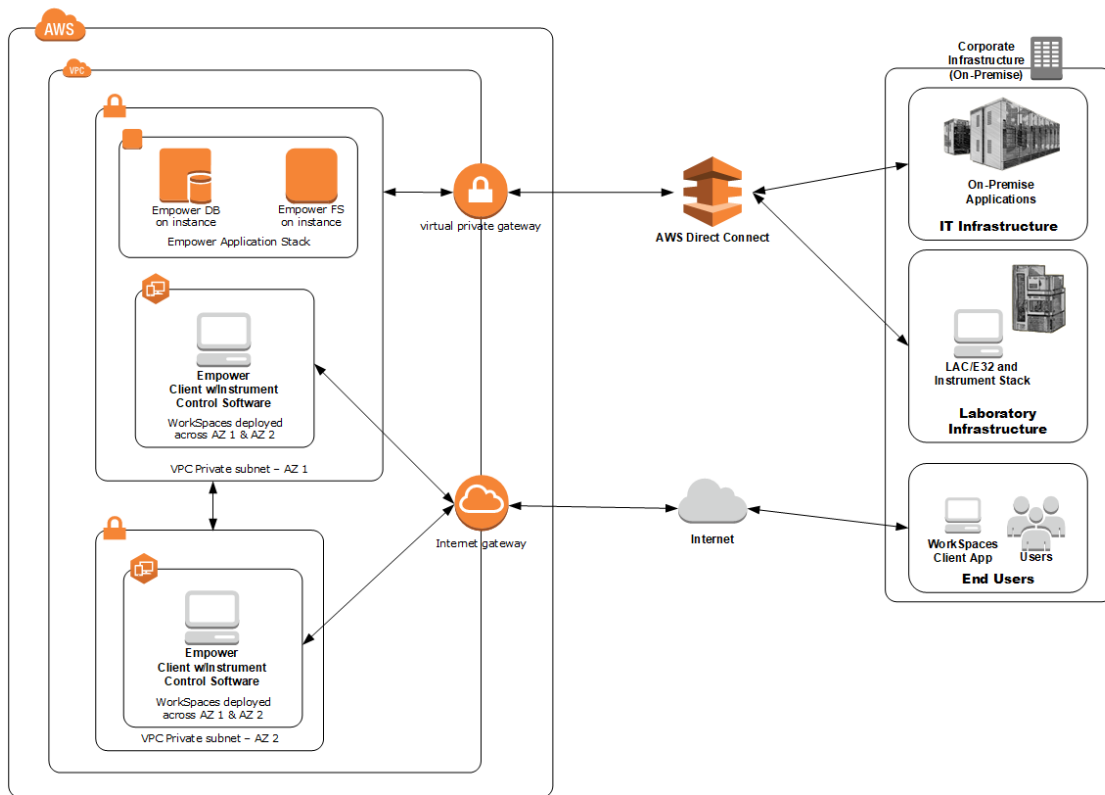 AWS
VPC
Empower DB
on instance
Empower FS
on instance
Empower Application Stack
Empower
Client w/Instrument
Control Software
WorkSpaces deployed
across AZ 1 & AZ 2
VPC Private subnet – AZ 1
Empower
Client w/Instrument
Control Software
WorkSpaces deployed
across AZ 1 & AZ 2
VPC Private subnet – AZ 2
virtual private gateway
Internet gateway
AWS Direct Connect
Internet
Corporate
Infrastructure
(On-Premise)
On-Premise
Applications
IT Infrastructure
LAC/E32 and
Instrument Stack
Laboratory
Infrastructure
WorkSpaces
Client App
Users
End Users